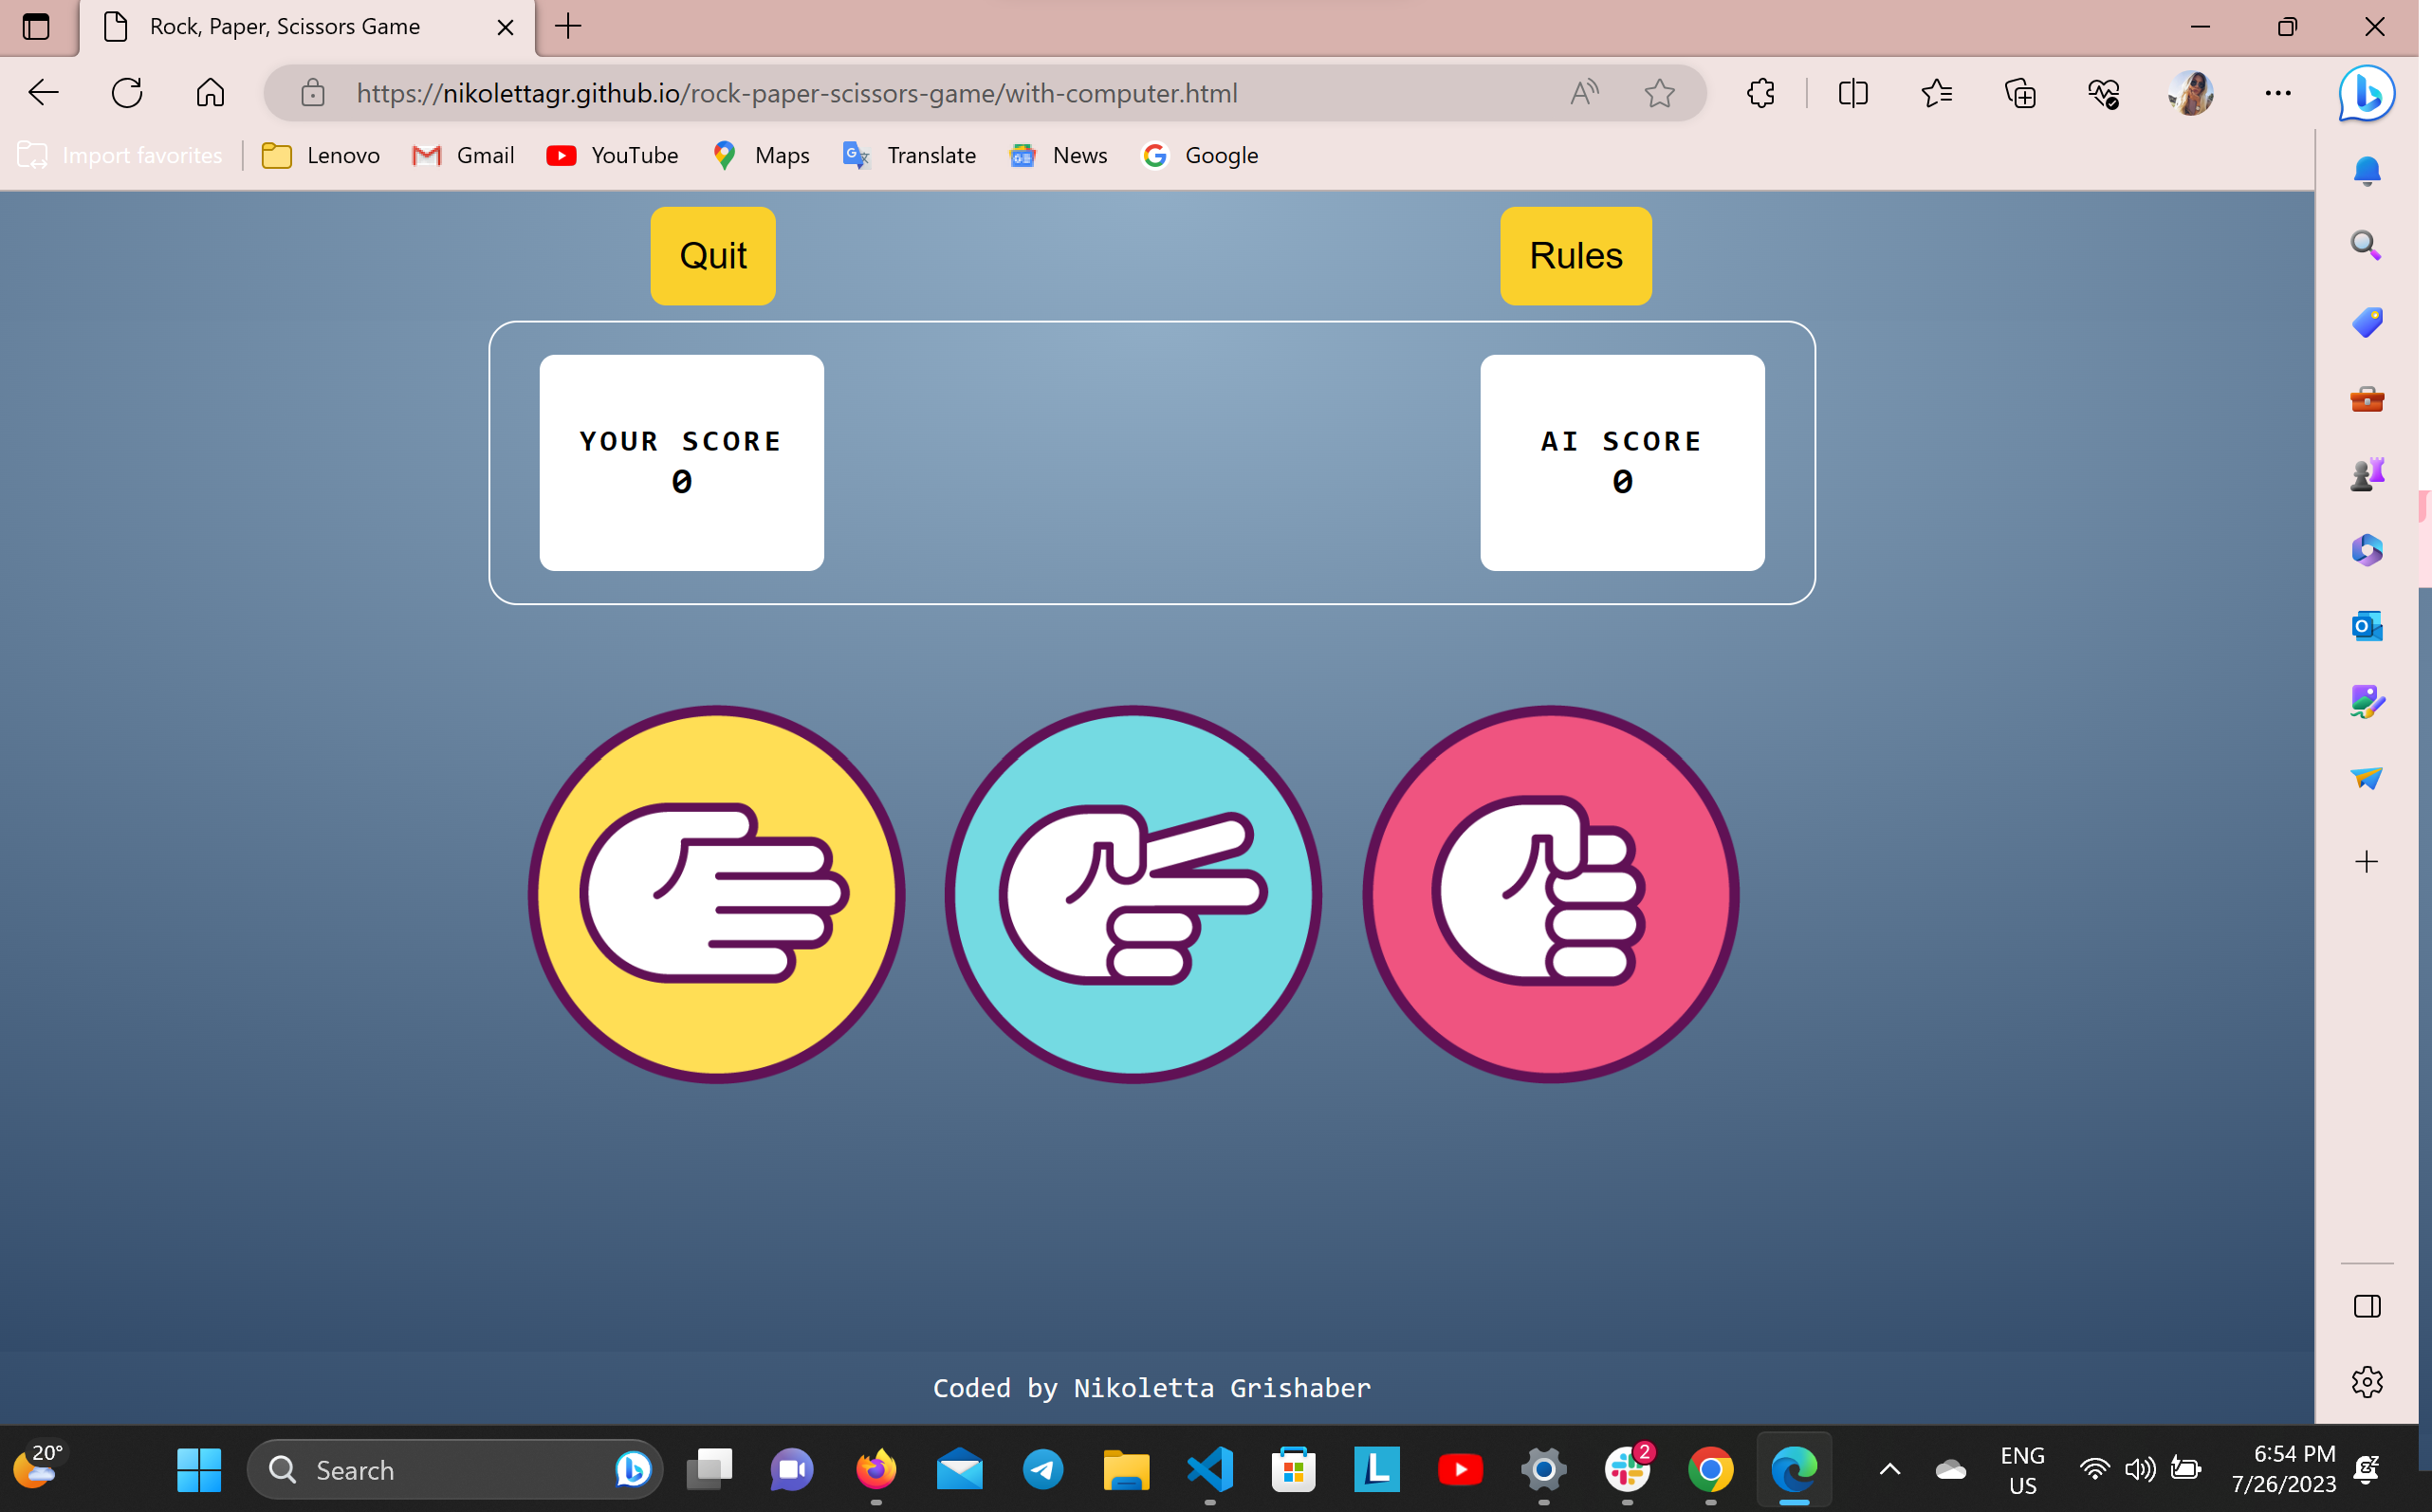 Rock, Paper, Scissors Game
https://nikolettagr.github.io/rock-paper-scissors-game/with-computer.html
Import favorites
Lenovo
Gmail
YouTube
Maps
Translate
News
Google
Quit
Rules
YOUR SCORE
0
AI SCORE
0
Coded by Nikoletta Grishaber
20°
Search
2
ENG
US
6:54 PM
7/26/2023